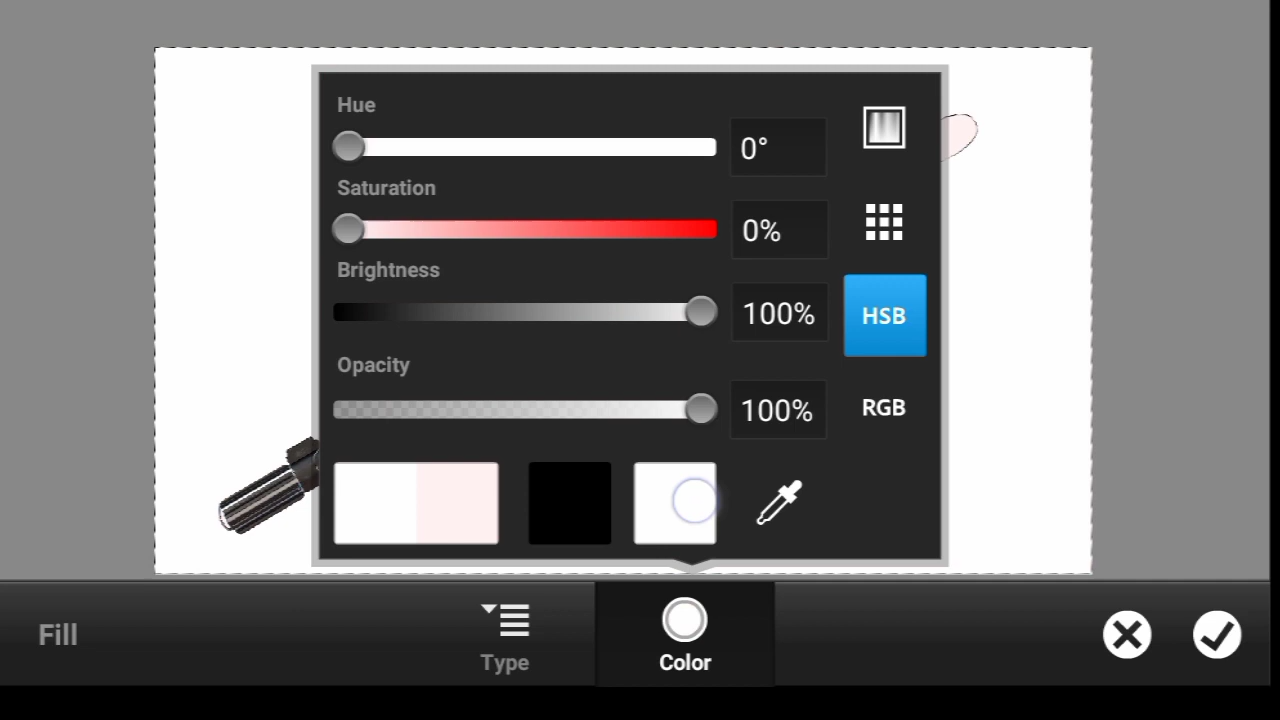 Hue
0°
Saturation
0%
Brightness
100%
HSB
Opacity
100%
RGB
Fill
Type
Color